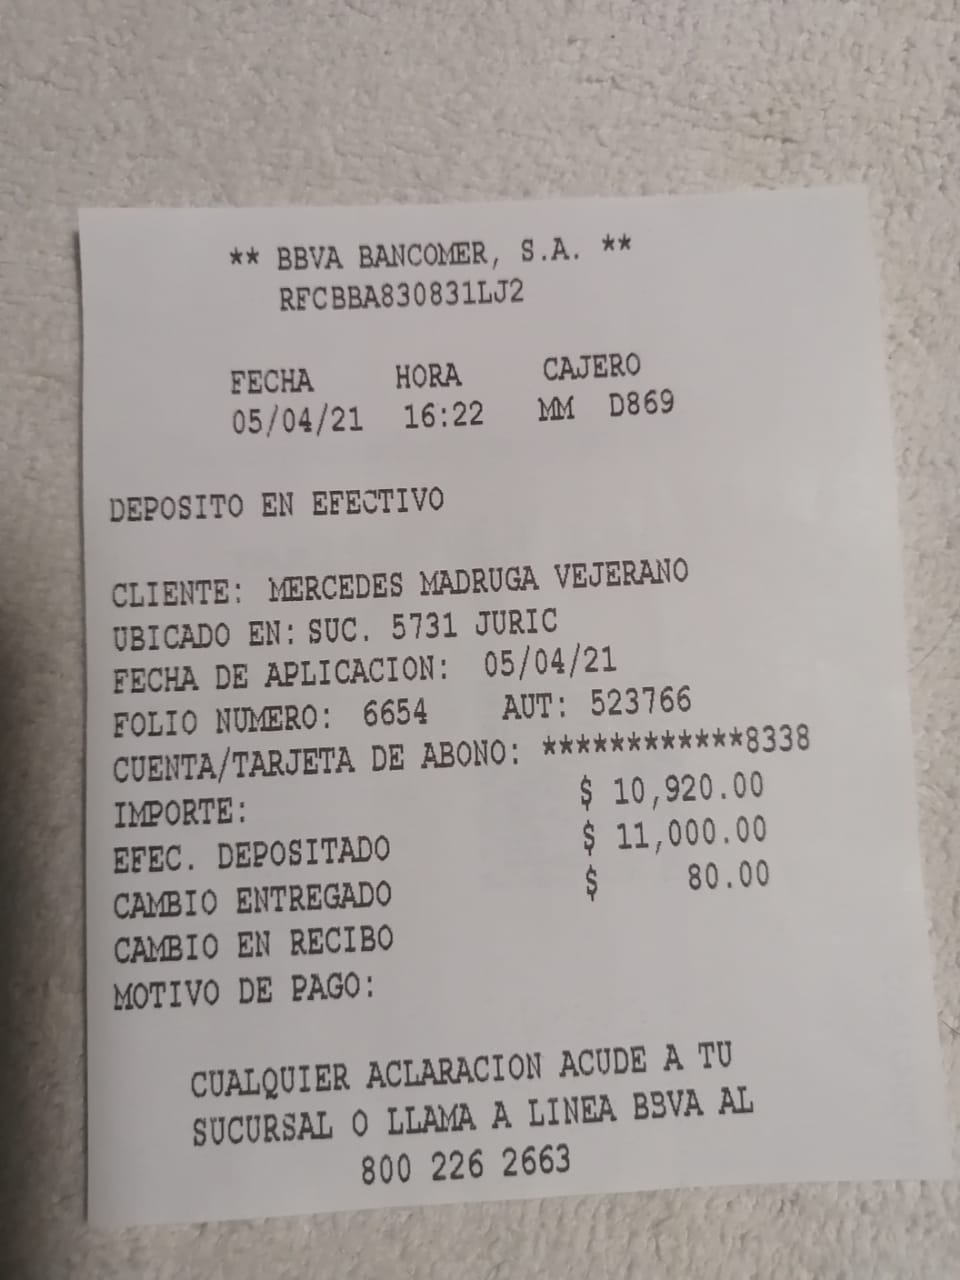 ** BBVA BANCOMER, S.A. **
RFCBBA830831LJ2
FECHA HORA CAJERO
05/04/21 16:22 MM D869
DEPOSITO EN EFECTIVO
CLIENTE: MERCEDES MADRUGA VEJERANO
UBICADO EN: SUC. 5731 JURIC
FECHA DE APLICACION: 05/04/21
FOLIO NUMERO: 6654 AUT: 523766
CUENTA/TARJETA DE ABONO: ************8338
IMPORTE: $ 10,920.00
EFEC. DEPOSITADO $ 11,000.00
CAMBIO ENTREGADO $ 80.00
CAMBIO EN RECIBO
MOTIVO DE PAGO:
CUALQUIER ACLARACION ACUDE A TU
SUCURSAL O LLAMA A LINEA BBVA AL
800 226 2663